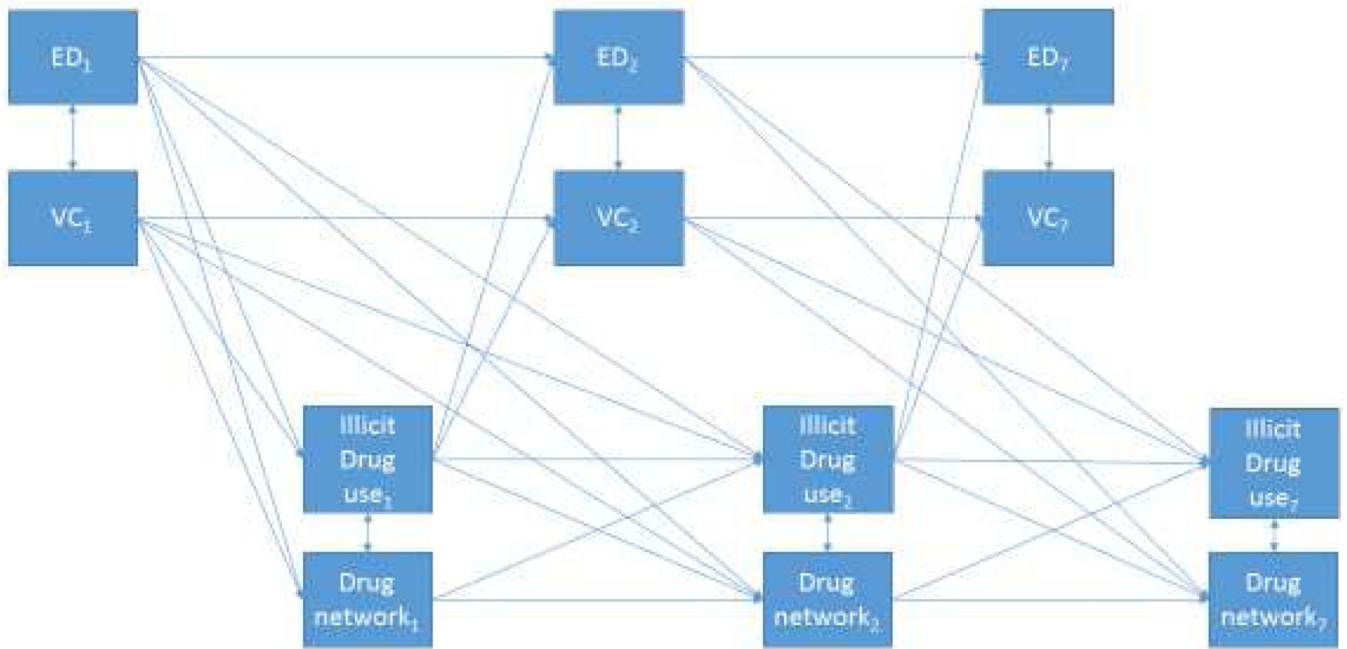 ED₁
ED₂
ED₇
VC₁
VC₂
VC₇
Illicit
Drug
use₁
Illicit
Drug
use₂
Illicit
Drug
use₇
Drug
network₁
Drug
network₂
Drug
network₇